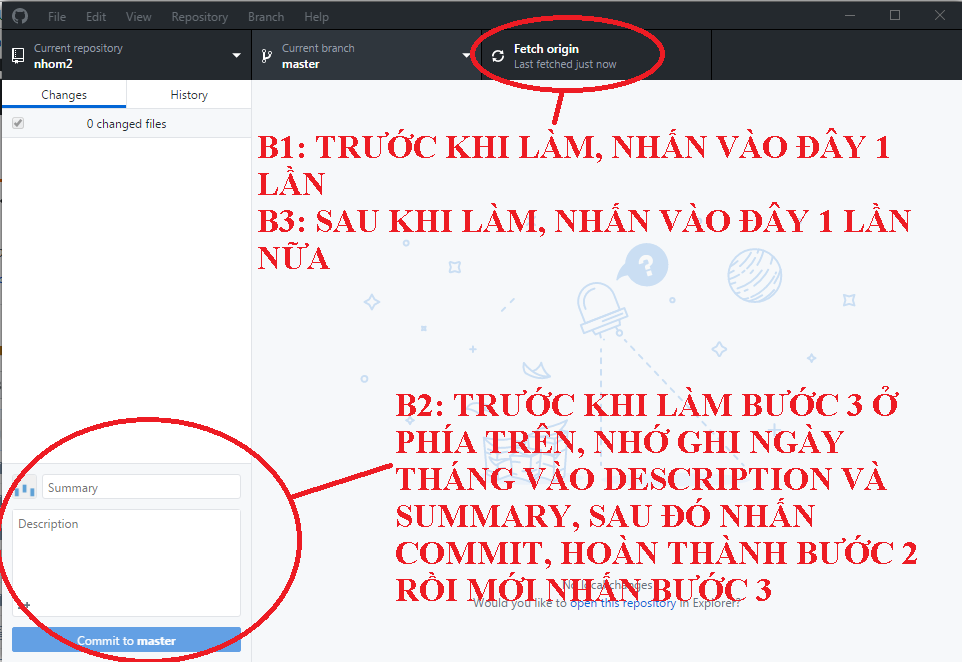 File Edit View Repository Branch Help
Current repository
nhom2
Current branch
master
Fetch origin
Last fetched just now
Changes
History
0 changed files
B1: TRƯỚC KHI LÀM, NHẤN VÀO ĐÂY 1
LẦN
B3: SAU KHI LÀM, NHẤN VÀO ĐÂY 1 LẦN
NỮA
?
B2: TRƯỚC KHI LÀM BƯỚC 3 Ở
PHÍA TRÊN, NHỚ GHI NGÀY
THÁNG VÀO DESCRIPTION VÀ
SUMMARY, SAU ĐÓ NHẤN
COMMIT, HOÀN THÀNH BƯỚC 2
RỒI MỚI NHẤN BƯỚC 3
Summary
Description
No local changes
Would you like to open this repository in Explorer?
Commit to master